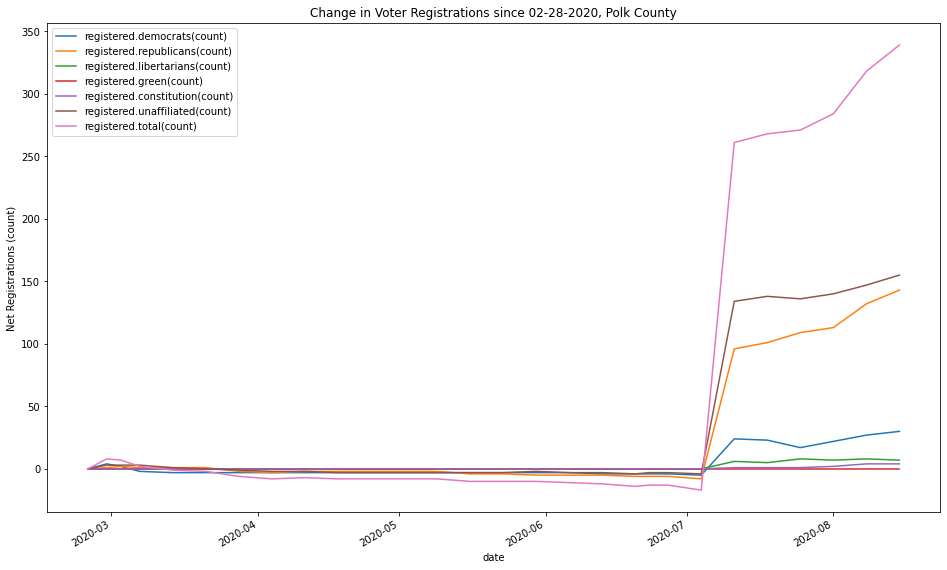 Change in Voter Registrations since 02-28-2020, Polk County
350
300
250
200
150
100
50
0
Net Registrations (count)
registered.democrats(count)
registered.republicans(count)
registered.libertarians(count)
registered.green(count)
registered.constitution(count)
registered.unaffiliated(count)
registered.total(count)
2020-03
2020-04
2020-05
2020-06
2020-07
2020-08
date